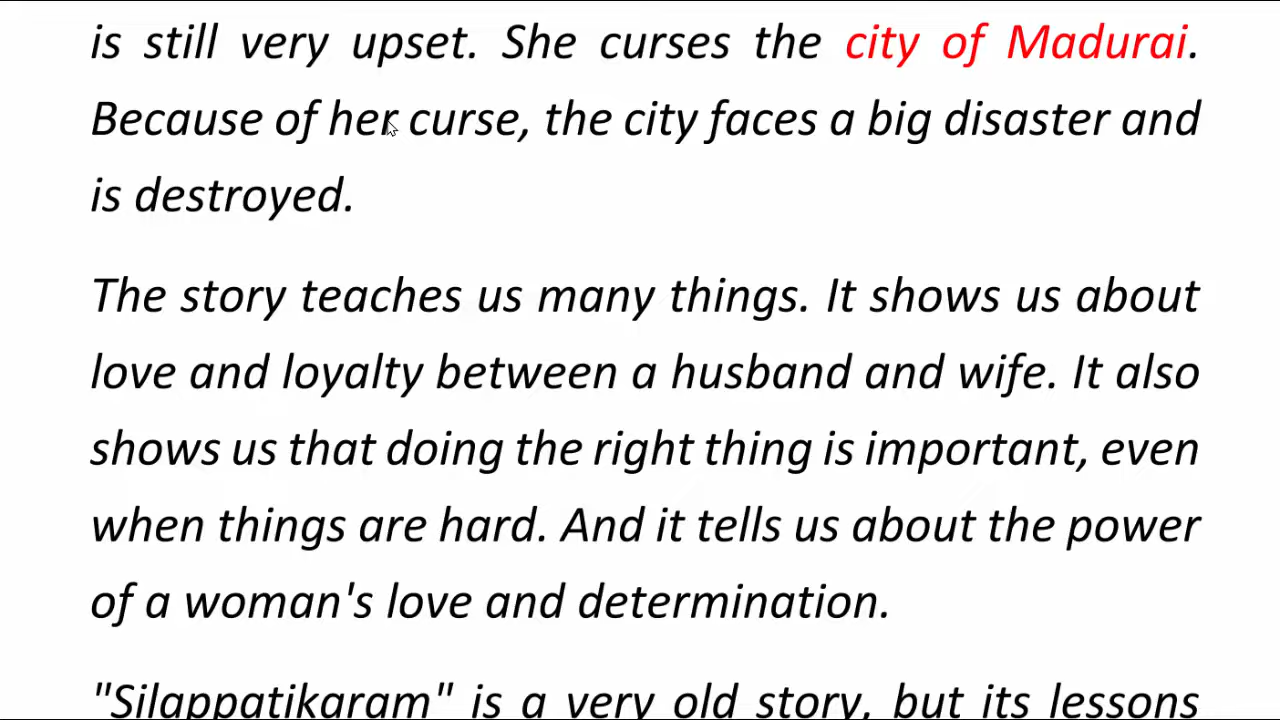 is still very upset. She curses the city of Madurai.
Because of her curse, the city faces a big disaster and
is destroyed.
The story teaches us many things. It shows us about
love and loyalty between a husband and wife. It also
shows us that doing the right thing is important, even
when things are hard. And it tells us about the power
of a woman's love and determination.
"Silappatikaram" is a very old story, but its lessons